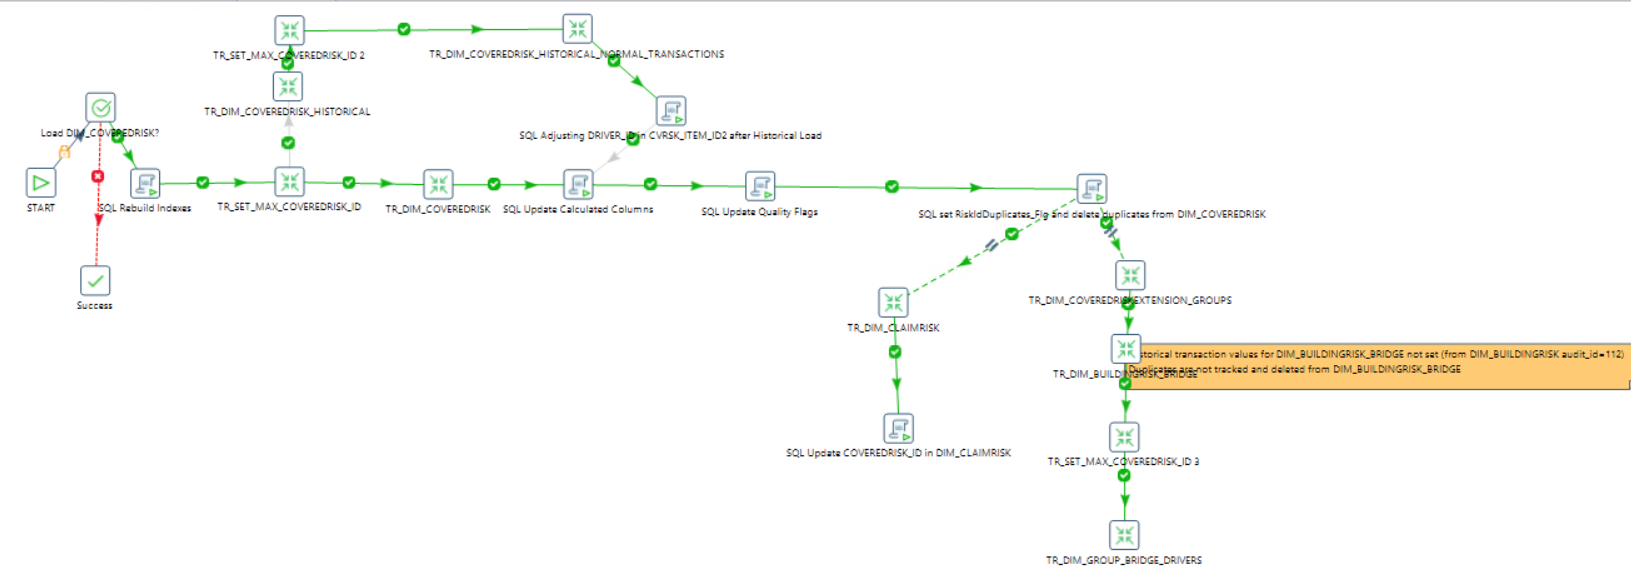 TR_SET_MAX_COVEREDRISK_ID 2
TR_DIM_COVEREDRISK_HISTORICAL_NORMAL_TRANSACTIONS
TR_DIM_COVEREDRISK_HISTORICAL
Load DIM_COVEREDRISK?
SQL Adjusting DRIVER_ID in CVRSK_ITEM_ID2 after Historical Load
START
SQL Rebuild Indexes
TR_SET_MAX_COVEREDRISK_ID
TR_DIM_COVEREDRISK
SQL Update Calculated Columns
SQL Update Quality Flags
SQL set RiskIdDuplicates_Flg and delete duplicates from DIM_COVEREDRISK
Success
TR_DIM_COVEREDRISKEXTENSION_GROUPS
TR_DIM_CLAIMRISK
storical transaction values for DIM_BUILDINGRISK_BRIDGE not set (from DIM_BUILDINGRISK audit_id=112)
Duplicates are not tracked and deleted from DIM_BUILDINGRISK_BRIDGE
TR_DIM_BUILDINGRISK_BRIDGE
SQL Update COVEREDRISK_ID in DIM_CLAIMRISK
TR_SET_MAX_COVEREDRISK_ID 3
TR_DIM_GROUP_BRIDGE_DRIVERS